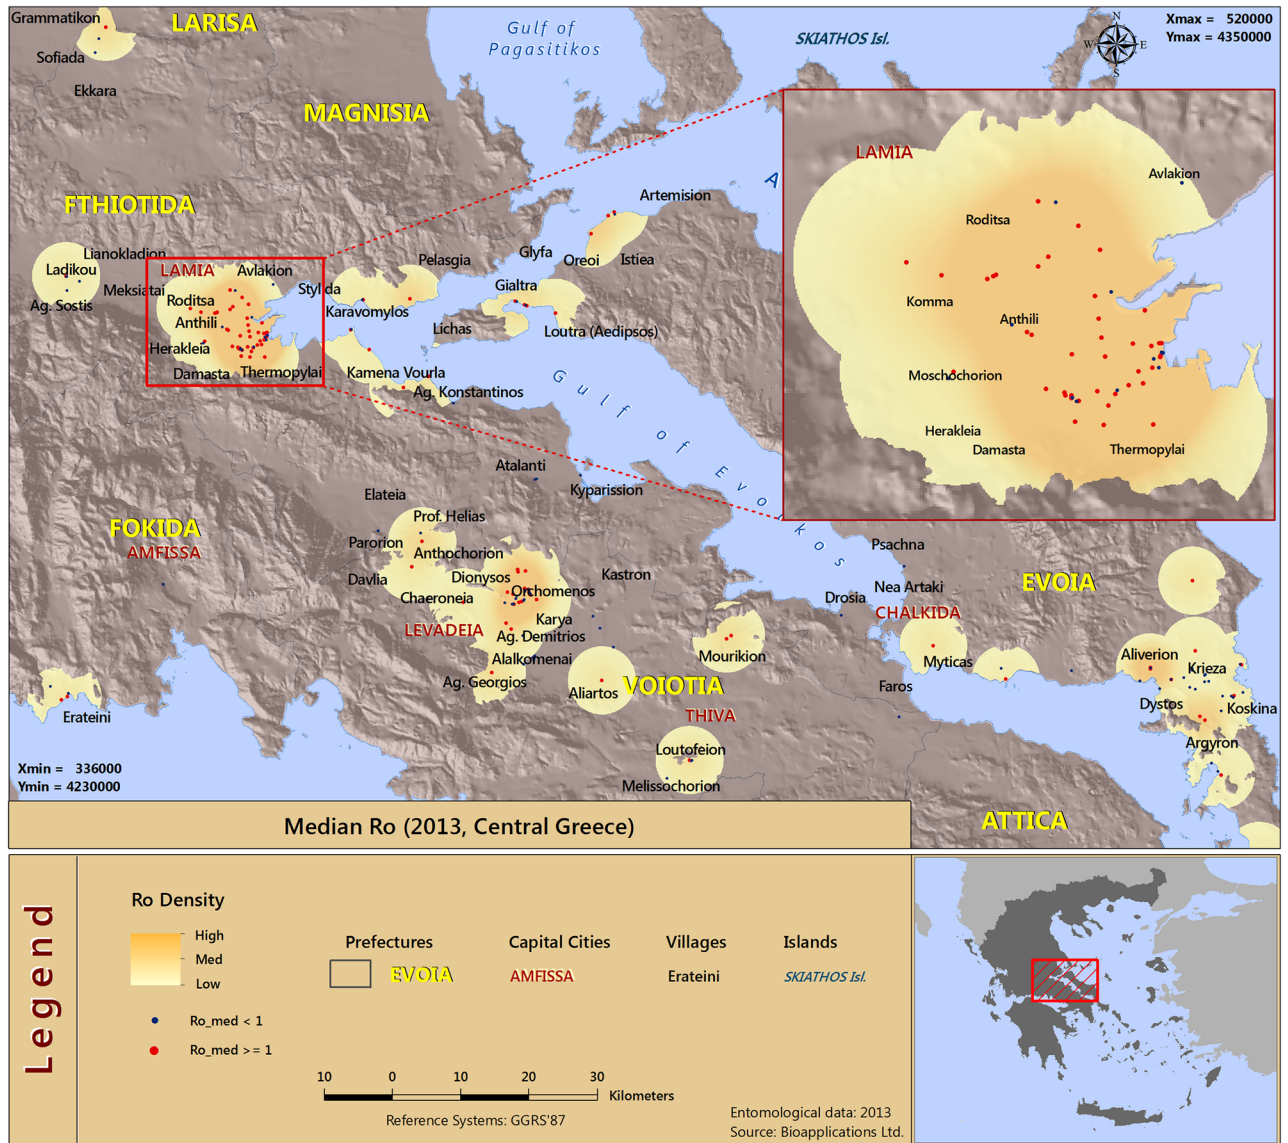 Grammatikon
LARISA
Sofiada
Ekkara
MAGNISIA
Gulf of
Pagasitikos
SKIATHOS Isl.
N
W
E
S
Xmax = 520000
Ymax = 4350000
A
FTHIOTIDA
Lianokladion
Ladikou
Meksiatai
Ag. Sostis
LAMIA
Avlakion
Roditsa
Anthili
Herakleia
Damasta
Thermopylai
Stylida
Pelasgia
Karavomylos
Glyfa
Artemision
Oreoi
Istiea
Gialtra
Lichas
Loutra (Aedipsos)
Kamena Vourla
Ag. Konstantinos
Gulf of Evoikos
LAMIA
Avlakion
Roditsa
Komma
Anthili
Moschochorion
Herakleia
Damasta
Thermopylai
Atalanti
Kyparission
Elateia
Prof. Helias
Parorion
Anthochorion
Davlia
Dionysos
Orchomenos
Chaeroneia
Kastron
FOKIDA
AMFISSA
LEVADEIA
Karya
Ag. Demitrios
Alalkomenai
Ag. Georgios
Aliartos
VOIOTIA
THIVA
Mourikion
Loutofeion
Melissochorion
Erateini
Psachna
Nea Artaki
Drosia
CHALKIDA
EVOIA
Myticas
Faros
Aliverion
Krieza
Dystos
Koskina
Argyron
ATTICA
Xmin = 336000
Ymin = 4230000
Median Ro (2013, Central Greece)
Legend
Ro Density
High
Med
Low
Ro_med < 1
Ro_med >= 1
Prefectures
EVOIA
Capital Cities
AMFISSA
Villages
Erateini
Islands
SKIATHOS Isl.
10 0 10 20 30
Kilometers
Reference Systems: GGRS'87
Entomological data: 2013
Source: Bioapplications Ltd.